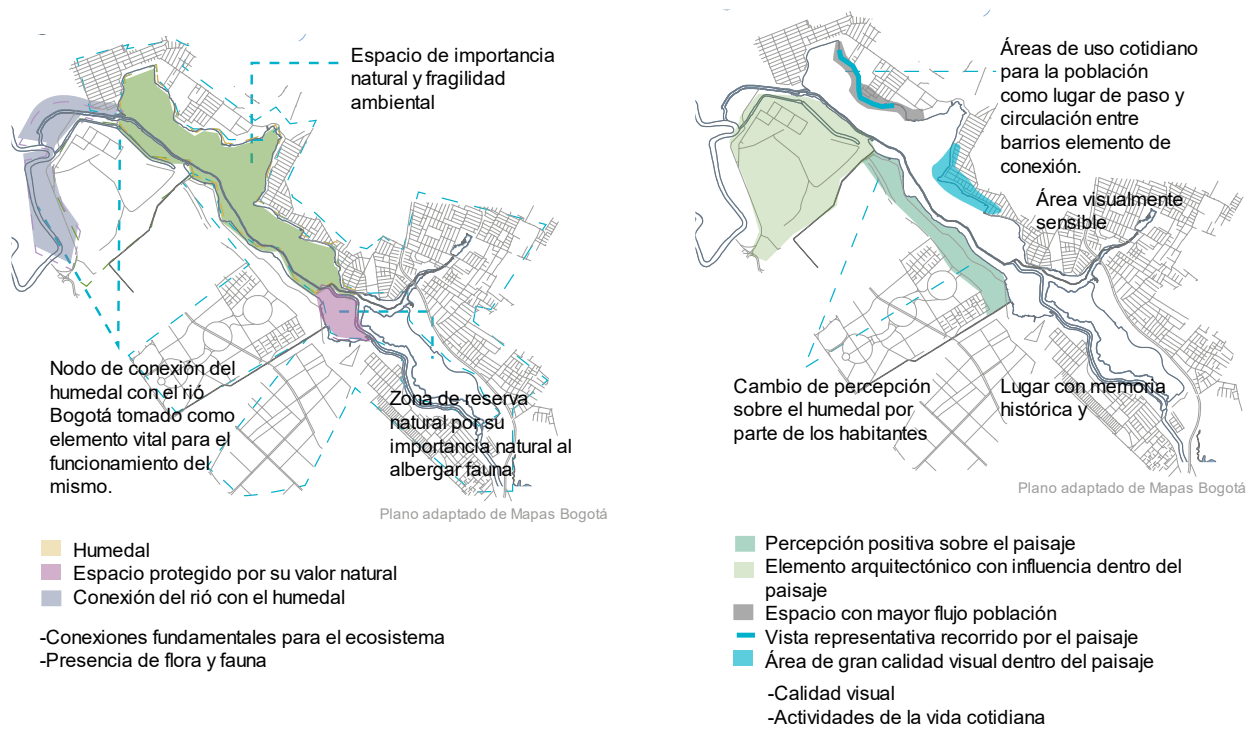 Espacio de importancia
natural y fragilidad
ambiental
Nodo de conexión del
humedal con el rió
Bogotá tomado como
elemento vital para el
funcionamiento del
mismo.
Zona de reserva
natural por su
importancia natural al
albergar fauna
Plano adaptado de Mapas Bogotá
Humedal
Espacio protegido por su valor natural
Conexión del rió con el humedal
-Conexiones fundamentales para el ecosistema
-Presencia de flora y fauna
Áreas de uso cotidiano
para la población
como lugar de paso y
circulación entre
barrios elemento de
conexión.
Área visualmente
sensible
Cambio de percepción
sobre el humedal por
parte de los habitantes
Lugar con memoria
histórica y
Plano adaptado de Mapas Bogotá
Percepción positiva sobre el paisaje
Elemento arquitectónico con influencia dentro del
paisaje
Espacio con mayor flujo población
Vista representativa recorrido por el paisaje
Área de gran calidad visual dentro del paisaje
-Calidad visual
-Actividades de la vida cotidiana